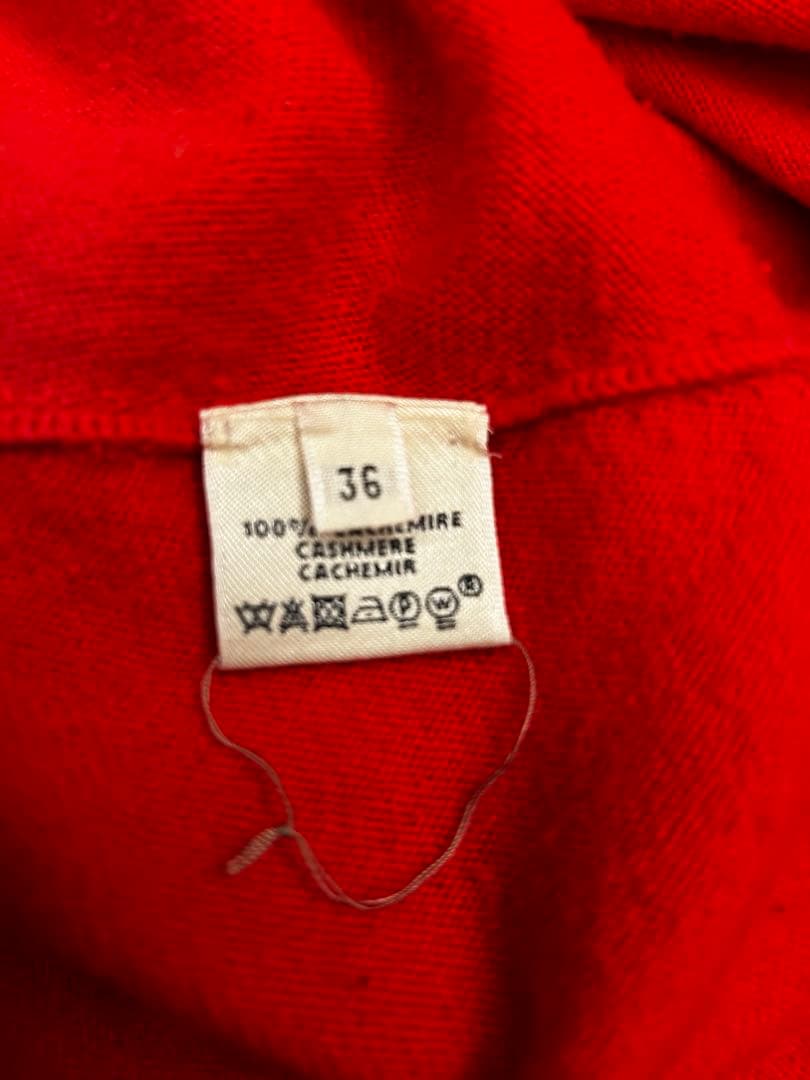 36
100% CACHEMIRE
CASHMERE
CACHEMIR
P W ®